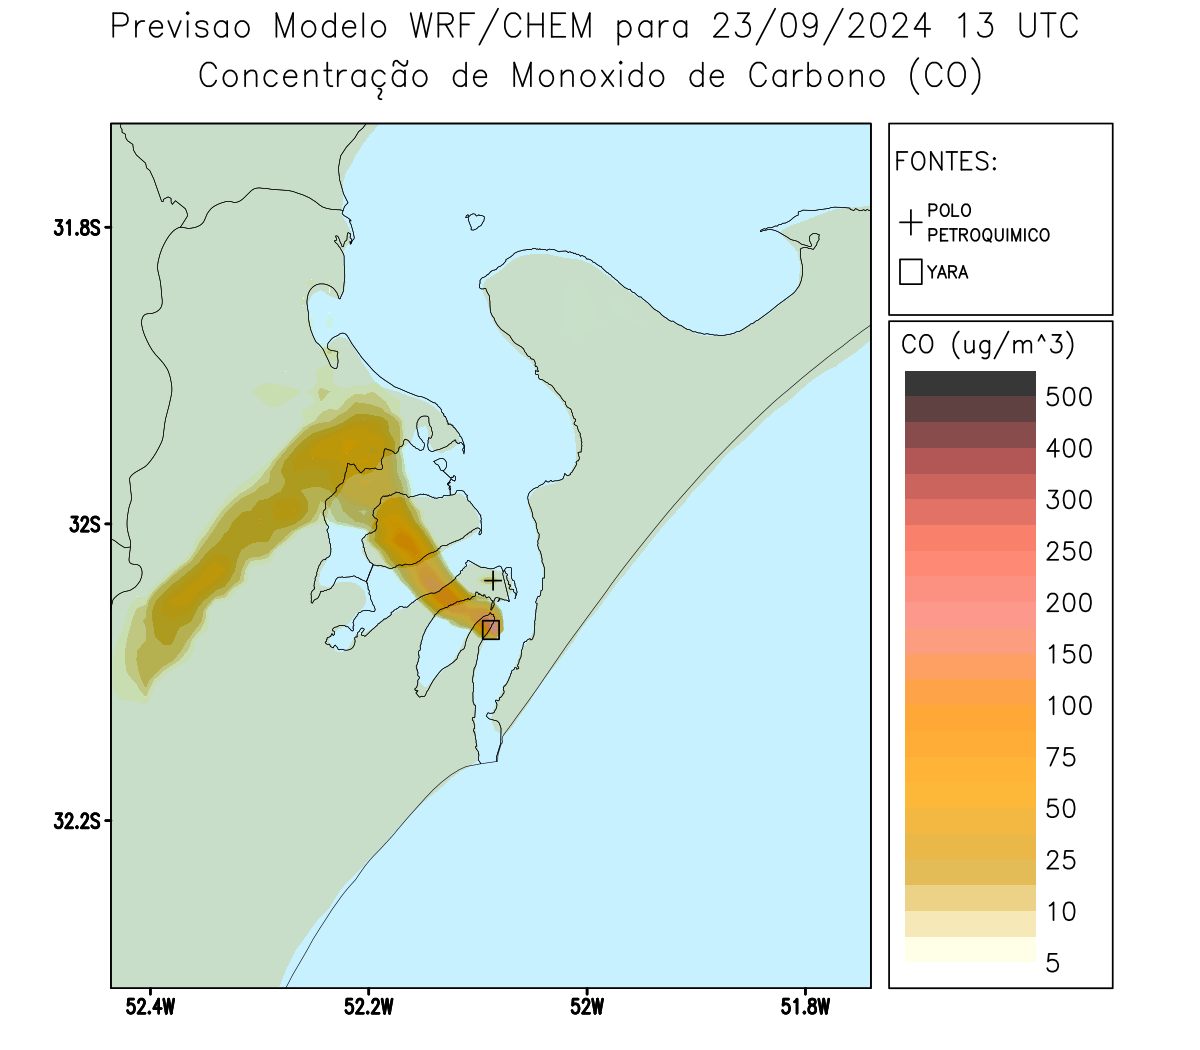 Previsao Modelo WRF/CHEM para 23/09/2024 13 UTC
Concentração de Monoxido de Carbono (CO)
FONTES:
POLO
PETROQUIMICO
YARA
CO (ug/m^3)
500
400
300
250
200
150
100
75
50
25
10
5
31.8S
32S
32.2S
52.4W
52.2W
52W
51.8W